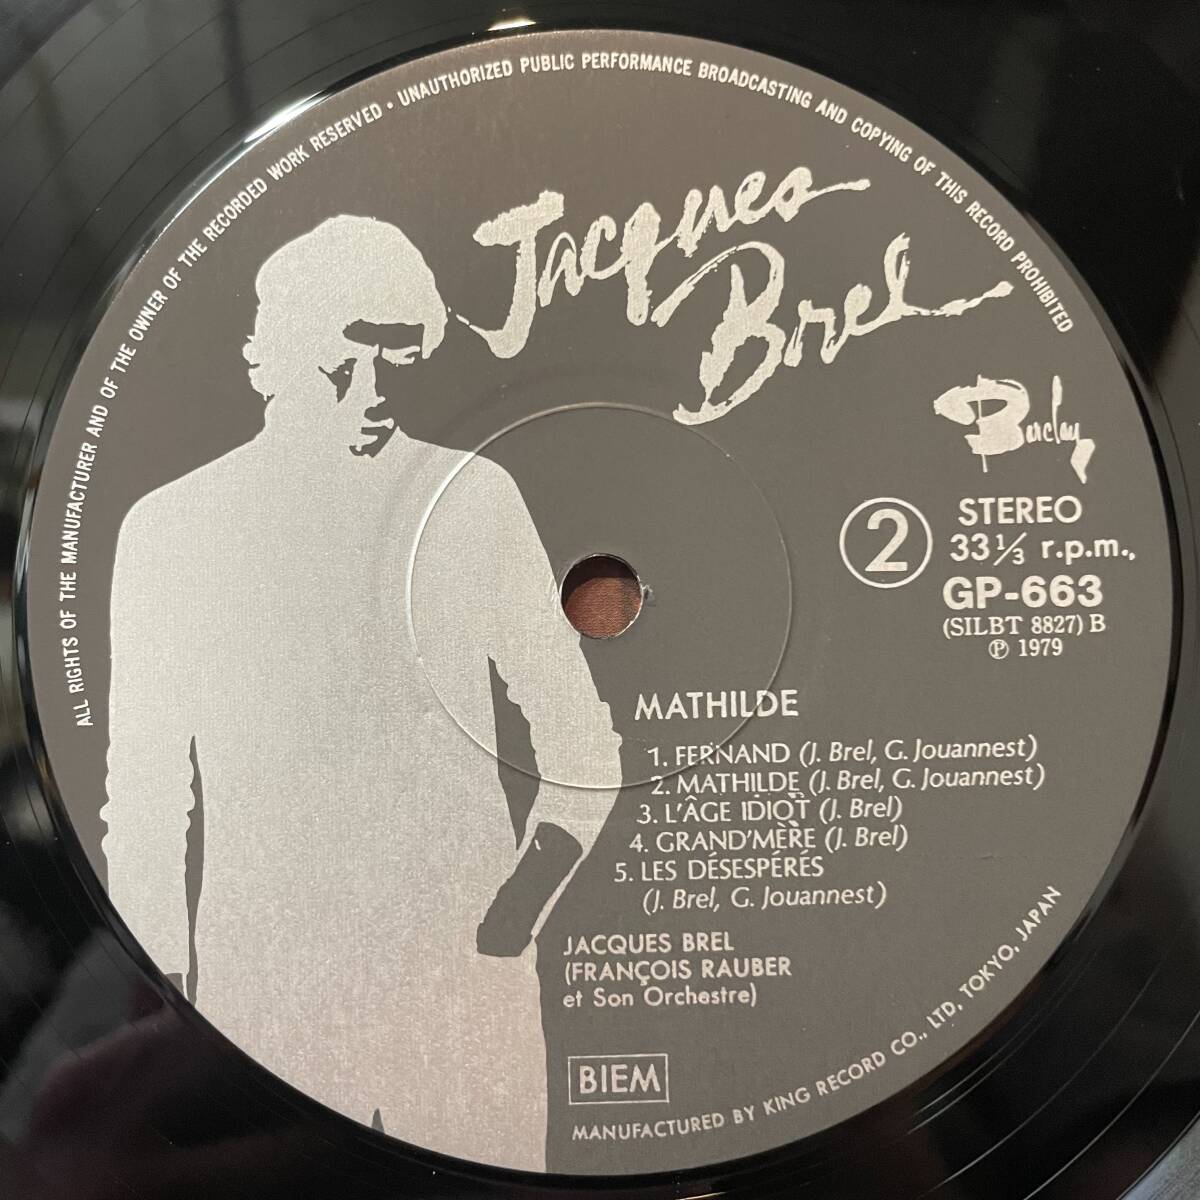 ALL RIGHTS OF THE MANUFACTURER AND OF THE OWNER OF THE RECORDED WORK RESERVED • UNAUTHORIZED PUBLIC PERFORMANCE BROADCASTING AND COPYING OF THIS RECORD PROHIBITED
Jacques
Brel
Barclay
2
STEREO
33 1/3 r.p.m.,
GP-663
(SILBT 8827) B
℗ 1979
MATHILDE
1. FERNAND (J. Brel, G. Jouannest)
2. MATHILDE (J. Brel, G. Jouannest)
3. L'ÂGE IDIOT (J. Brel)
4. GRAND'MÈRE (J. Brel)
5. LES DÉSESPÉRÉS
(J. Brel, G. Jouannest)
JACQUES BREL
(FRANÇOIS RAUBER
et Son Orchestre)
BIEM
MANUFACTURED BY KING RECORD CO., LTD, TOKYO, JAPAN